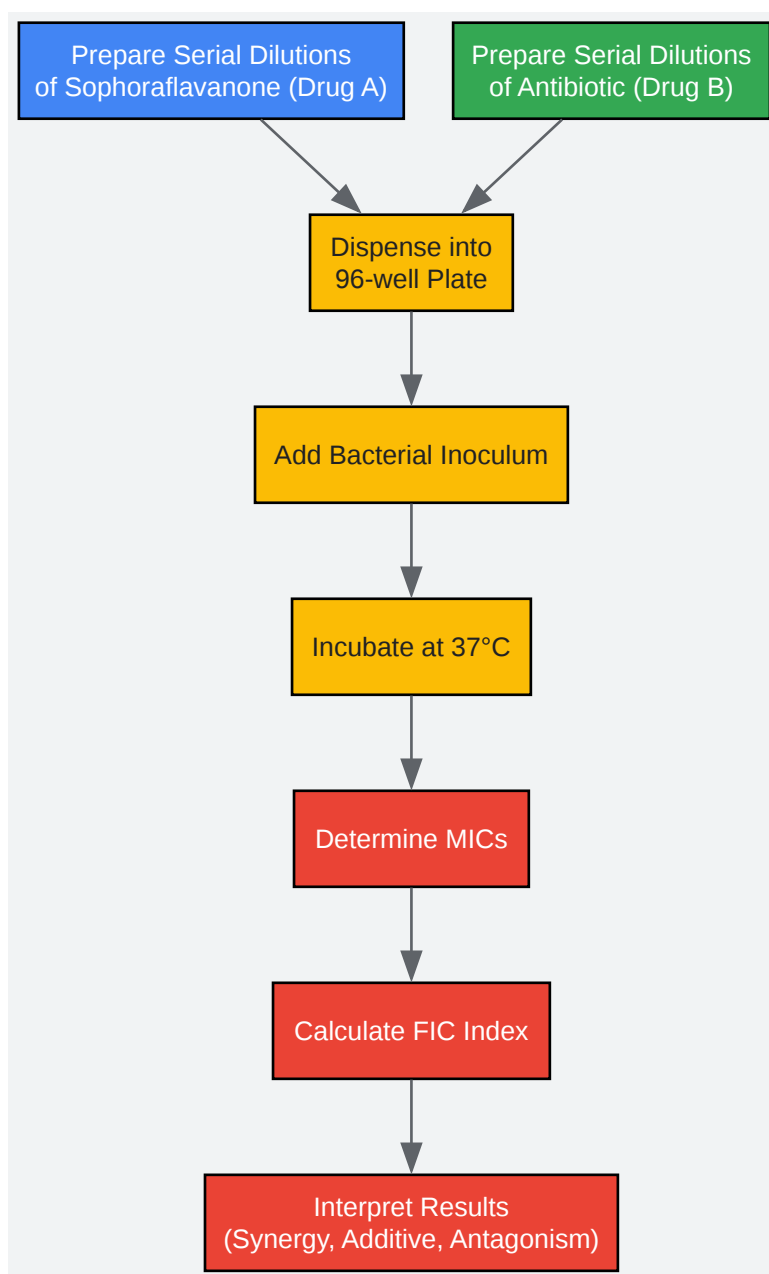 Prepare Serial Dilutions
of Sophoraflavanone (Drug A)
Prepare Serial Dilutions
of Antibiotic (Drug B)
Dispense into
96-well Plate
Add Bacterial Inoculum
Incubate at 37°C
Determine MICs
Calculate FIC Index
Interpret Results
(Synergy, Additive, Antagonism)